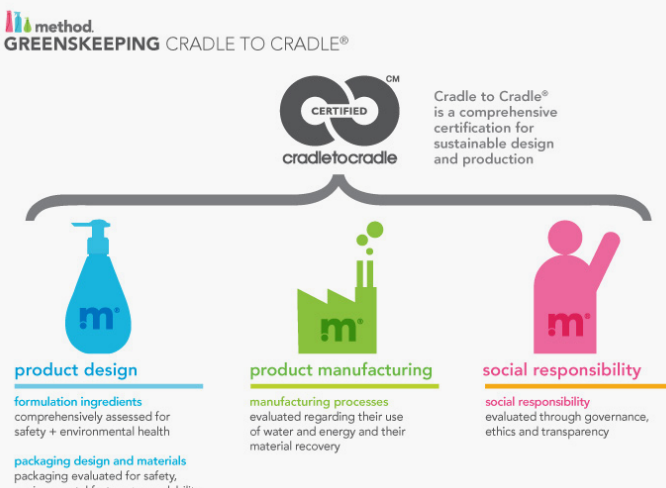 method.
GREENSKEEPING CRADLE TO CRADLE®
CM
CERTIFIED
cradletocradle
Cradle to Cradle®
is a comprehensive
certification for
sustainable design
and production
m®
m®
m®
product design
formulation ingredients
comprehensively assessed for
safety + environmental health
packaging design and materials
packaging evaluated for safety,
product manufacturing
manufacturing processes
evaluated regarding their use
of water and energy and their
material recovery
social responsibility
social responsibility
evaluated through governance,
ethics and transparency